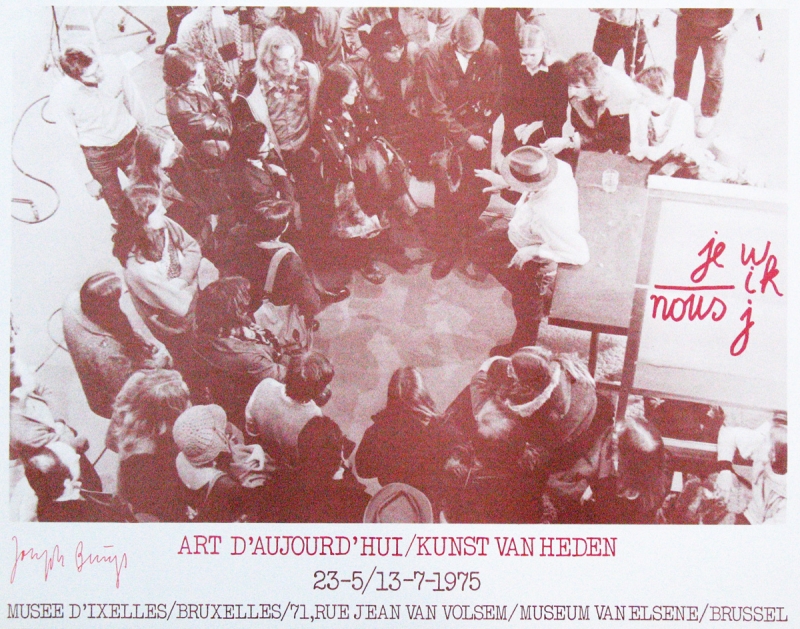 je w
ik
nous j
Joseph Beuys
ART D'AUJOURD'HUI/KUNST VAN HEDEN
23-5/13-7-1975
MUSEE D'IXELLES/BRUXELLES/71,RUE JEAN VAN VOLSEM/MUSEUM VAN ELSENE/BRUSSEL